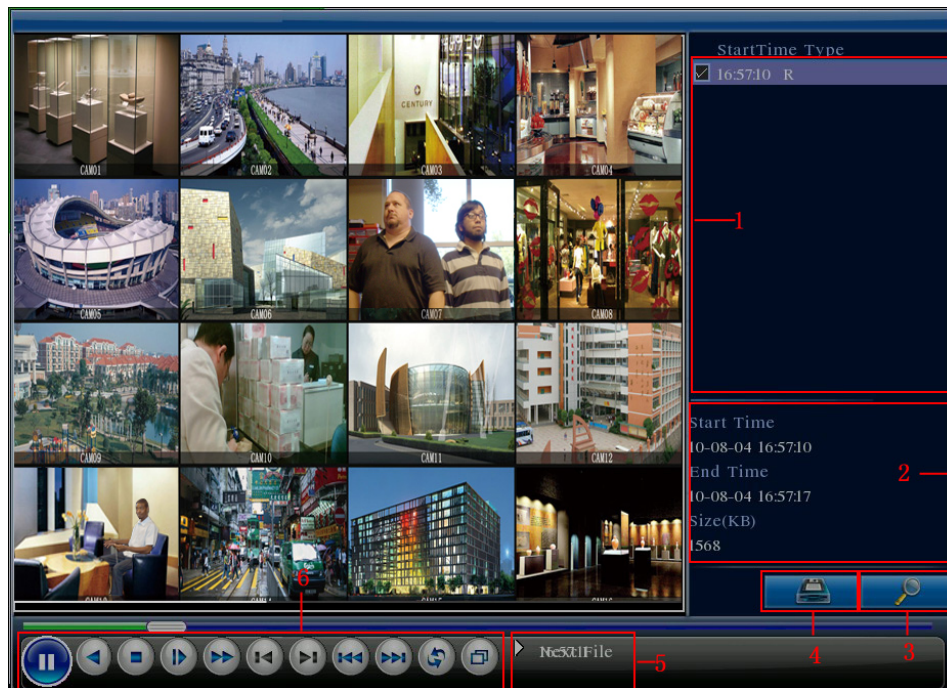 StartTime Type
16:57:10 R
CENTURY
CAM01
CAM02
CAM03
CAM04
1
CAM05
CAM06
CAM07
CAM08
CAM09
CAM10
CAM11
CAM12
Start Time
10-08-04 16:57:10
End Time
2
10-08-04 16:57:17
Size(KB)
1568
6
4
3
Next File
5